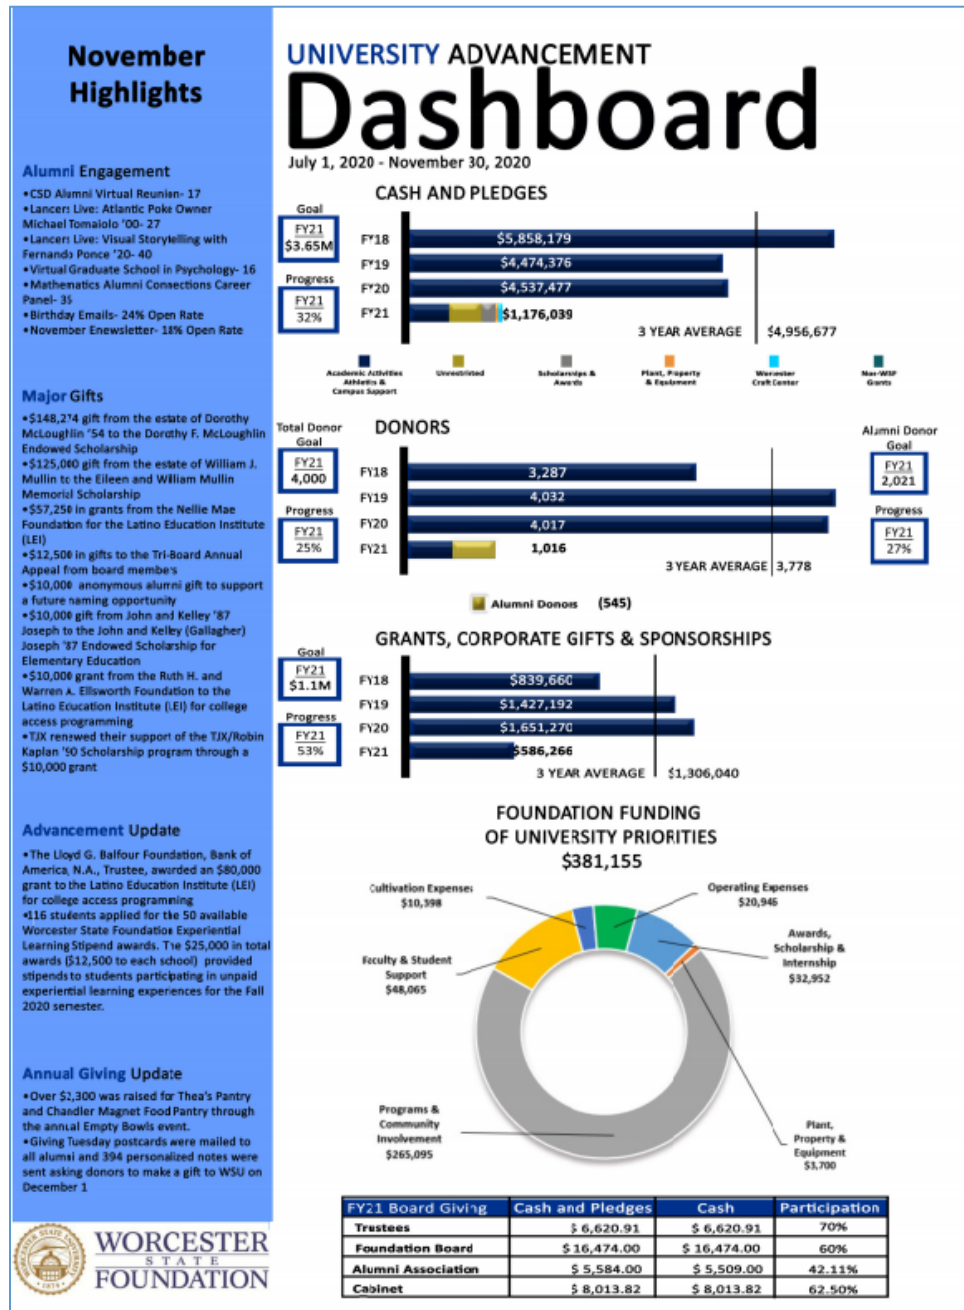 November
Highlights
Alumni Engagement
•CSD Alumni Virtual Reunion- 17
•Lancers Live: Atlantic Poke Owner
Michael Tomaiolo '00- 27
•Lancers Live: Visual Storytelling with
Fernando Ponce '20- 40
•Virtual Graduate School in Psychology- 16
•Mathematics Alumni Connections Career
Panel- 35
•Birthday Emails- 24% Open Rate
•November Enewsletter- 18% Open Rate
Major Gifts
•$148,274 gift from the estate of Dorothy
McLoughlin '54 to the Dorothy F. McLoughlin
Endowed Scholarship
•$125,000 gift from the estate of William J.
Mullin to the Eileen and William Mullin
Memorial Scholarship
•$57,250 in grants from the Nellie Mae
Foundation for the Latino Education Institute
(LEI)
•$12,500 in gifts to the Tri-Board Annual
Appeal from board members
•$10,000 anonymous alumni gift to support
a future naming opportunity
•$10,000 gift from John and Kelley '87
Joseph to the John and Kelley (Gallagher)
Joseph '87 Endowed Scholarship for
Elementary Education
•$10,000 grant from the Ruth H. and
Warren A. Ellsworth Foundation to the
Latino Education Institute (LEI) for college
access programming
•TJX renewed their support of the TJX/Robin
Kaplan '90 Scholarship program through a
$10,000 grant
Advancement Update
•The Lloyd G. Balfour Foundation, Bank of
America, N.A., Trustee, awarded an $80,000
grant to the Latino Education Institute (LEI)
for college access programming
•116 students applied for the 50 available
Worcester State Foundation Experiential
Learning Stipend awards. The $25,000 in total
awards ($12,500 to each school) provided
stipends to students participating in unpaid
experiential learning experiences for the Fall
2020 semester.
Annual Giving Update
•Over $2,300 was raised for Thea's Pantry
and Chandler Magnet Food Pantry through
the annual Empty Bowls event.
•Giving Tuesday postcards were mailed to
all alumni and 394 personalized notes were
sent asking donors to make a gift to WSU on
December 1
WORCESTER
STATE
FOUNDATION
UNIVERSITY ADVANCEMENT
Dashboard
July 1, 2020 - November 30, 2020
CASH AND PLEDGES
Goal
FY21
$3.65M
Progress
FY21
32%
FY18 $5,858,179
FY19 $4,474,376
FY20 $4,537,477
FY21 $1,176,039
3 YEAR AVERAGE $4,956,677
Academic Activities
Athletics &
Campus Support
Unrestricted
Scholarships &
Awards
Plant, Property
& Equipment
Worcester
Craft Center
Non-WSF
Grants
DONORS
Total Donor
Goal
FY21
4,000
Progress
FY21
25%
FY18 3,287
FY19 4,032
FY20 4,017
FY21 1,016
3 YEAR AVERAGE 3,778
Alumni Donors (545)
Alumni Donor
Goal
FY21
2,021
Progress
FY21
27%
GRANTS, CORPORATE GIFTS & SPONSORSHIPS
Goal
FY21
$1.1M
Progress
FY21
53%
FY18 $839,660
FY19 $1,427,192
FY20 $1,651,270
FY21 $586,266
3 YEAR AVERAGE $1,306,040
FOUNDATION FUNDING
OF UNIVERSITY PRIORITIES
$381,155
Cultivation Expenses
$10,398
Operating Expenses
$20,946
Awards,
Scholarship &
Internship
$32,952
Faculty & Student
Support
$48,065
Programs &
Community
Involvement
$265,095
Plant,
Property &
Equipment
$3,700
FY21 Board Giving Cash and Pledges Cash Participation
Trustees $ 6,620.91 $ 6,620.91 70%
Foundation Board $ 16,474.00 $ 16,474.00 60%
Alumni Association $ 5,584.00 $ 5,509.00 42.11%
Cabinet $ 8,013.82 $ 8,013.82 62.50%